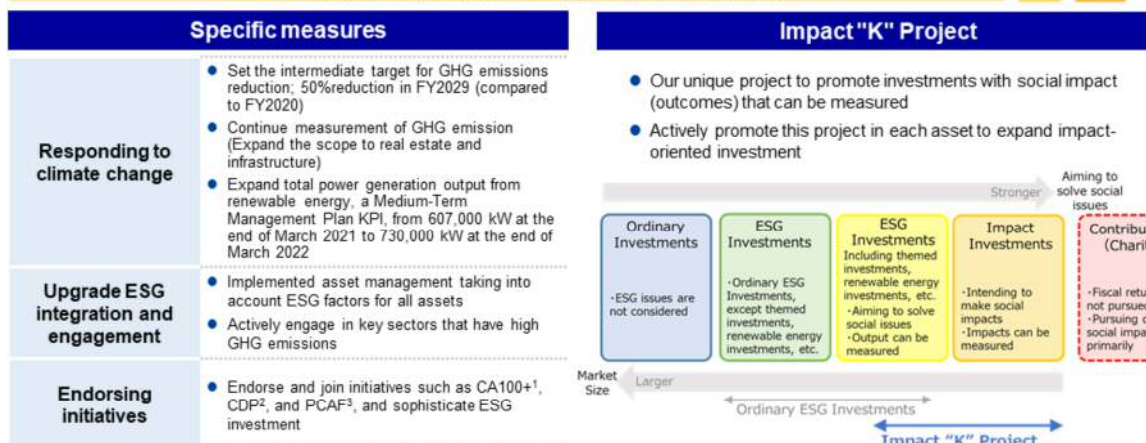 Specific measures
Responding to
climate change
● Set the intermediate target for GHG emissions
reduction; 50%reduction in FY2029 (compared
to FY2020)
● Continue measurement of GHG emission
(Expand the scope to real estate and
infrastructure)
● Expand total power generation output from
renewable energy, a Medium-Term
Management Plan KPI, from 607,000 kW at the
end of March 2021 to 730,000 kW at the end of
March 2022
Upgrade ESG
integration and
engagement
● Implemented asset management taking into
account ESG factors for all assets
● Actively engage in key sectors that have high
GHG emissions
Endorsing
initiatives
● Endorse and join initiatives such as CA100+¹,
CDP², and PCAF³, and sophisticate ESG
investment
Impact "K" Project
● Our unique project to promote investments with social impact
(outcomes) that can be measured
● Actively promote this project in each asset to expand impact-
oriented investment
Stronger
Aiming to
solve social
issues
Ordinary
Investments
・ESG issues are
not considered
ESG
Investments
・Ordinary ESG
Investments,
except themed
investments,
renewable energy
investments, etc.
ESG
Investments
Including themed
investments,
renewable energy
investments, etc.
・Aiming to solve
social issues
・Output can be
measured
Impact
Investments
・Intending to
make social
impacts
・Impacts can be
measured
・Fiscal
not pursued
・Pursuing
social
primarily
Market
Size
Larger
Ordinary ESG Investments
Impact "K" Project